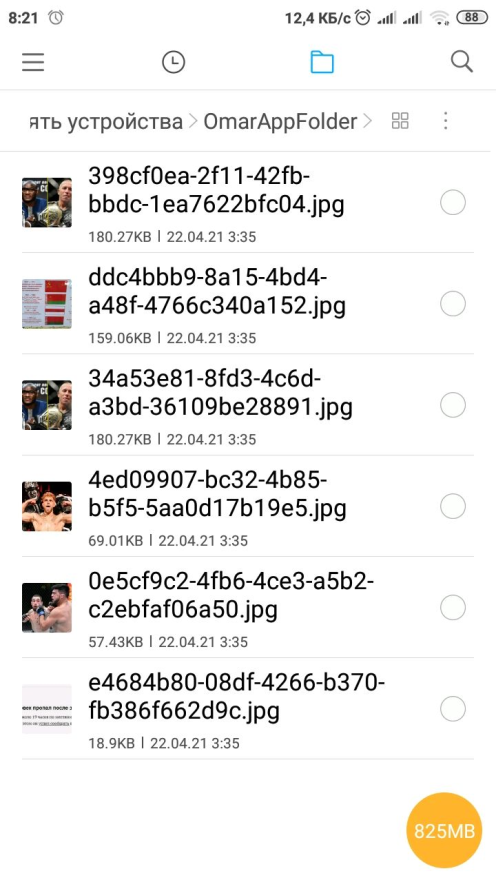 8:21 12,4 КБ/с 88
ять устройства > OmarAppFolder >
398cf0ea-2f11-42fb-
bbdc-1ea7622bfc04.jpg
180.27KB | 22.04.21 3:35
ddc4bbb9-8a15-4bd4-
a48f-4766c340a152.jpg
159.06KB | 22.04.21 3:35
34a53e81-8fd3-4c6d-
a3bd-36109be28891.jpg
180.27KB | 22.04.21 3:35
4ed09907-bc32-4b85-
b5f5-5aa0d17b19e5.jpg
69.01KB | 22.04.21 3:35
0e5cf9c2-4fb6-4ce3-a5b2-
c2ebfaf06a50.jpg
57.43KB | 22.04.21 3:35
e4684b80-08df-4266-b370-
fb386f662d9c.jpg
18.9KB | 22.04.21 3:35
825MB